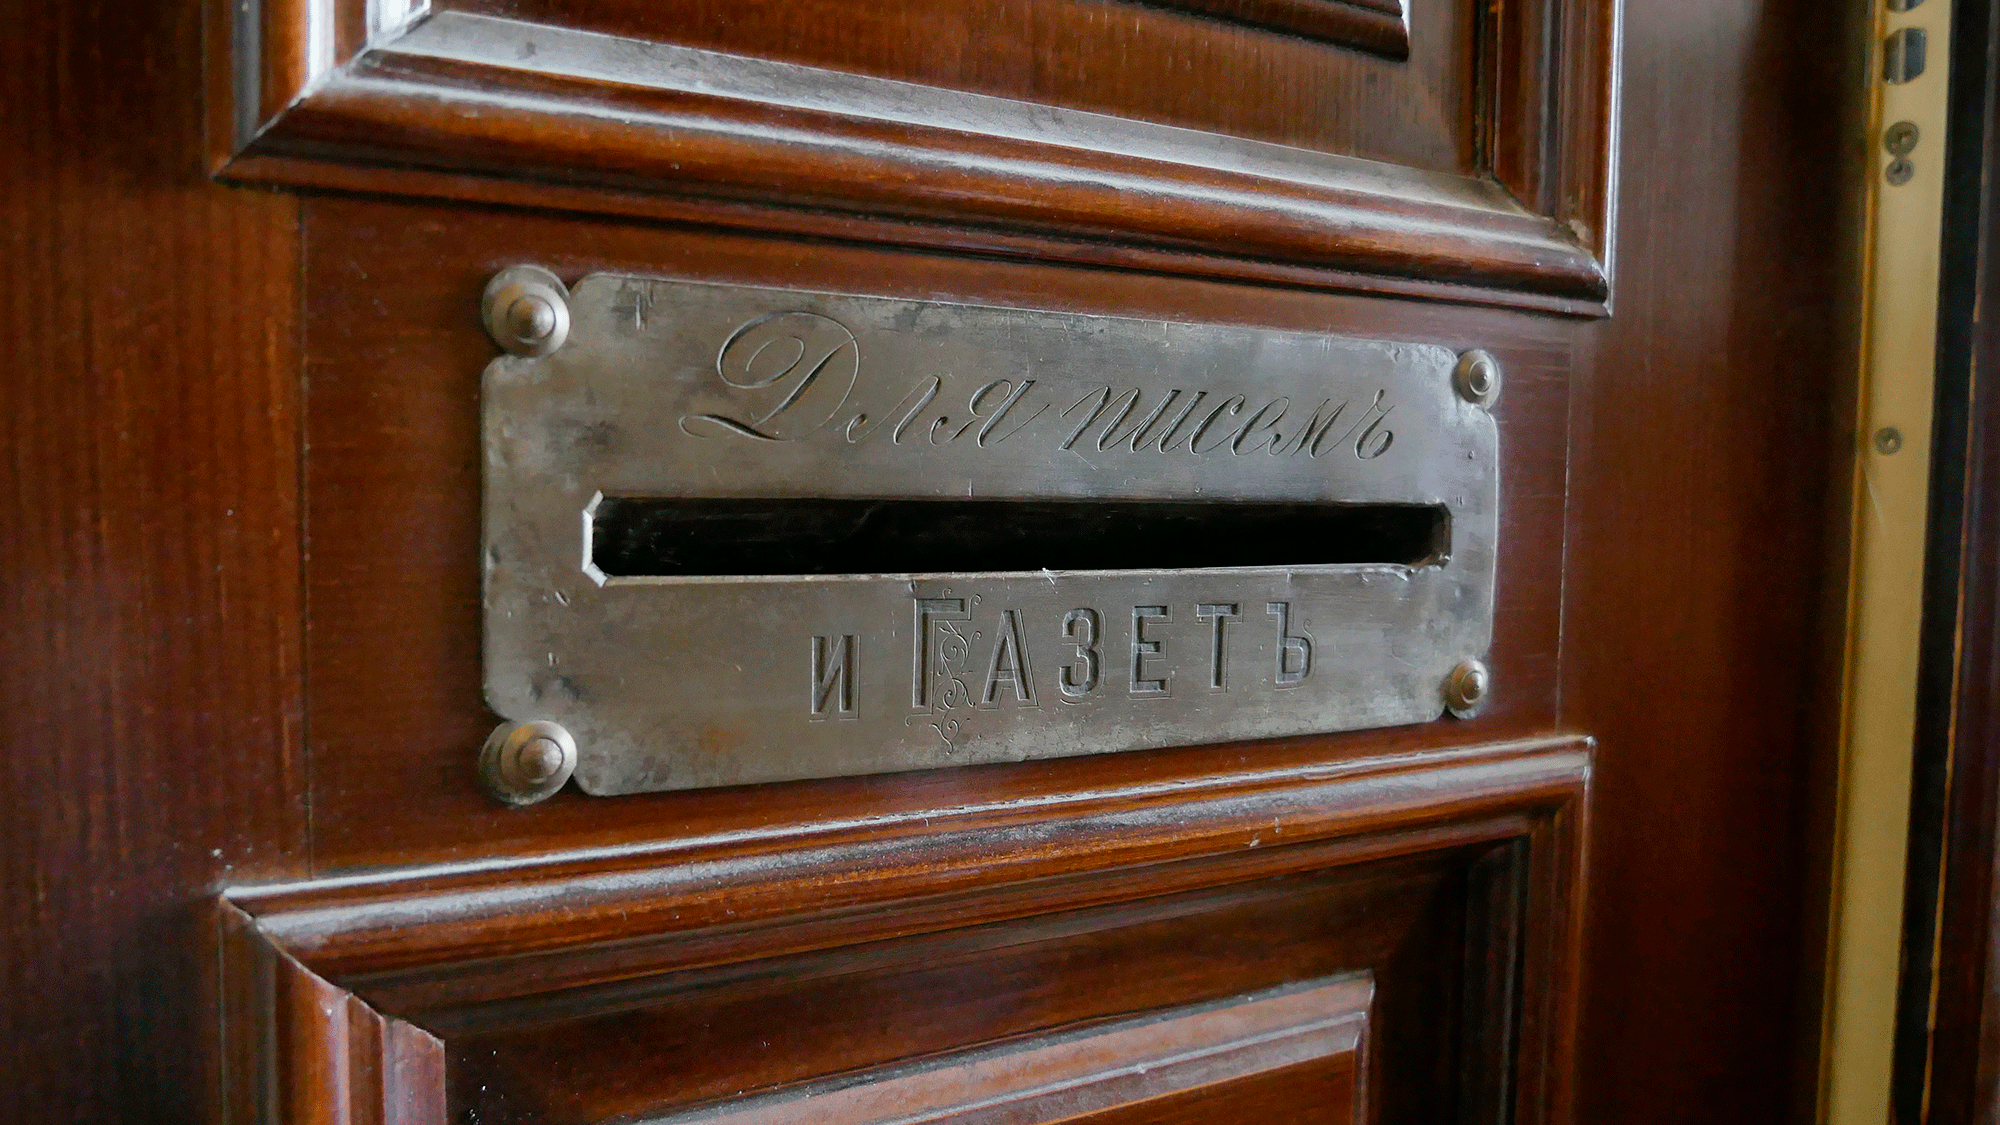 Для писемъ
и Газетъ